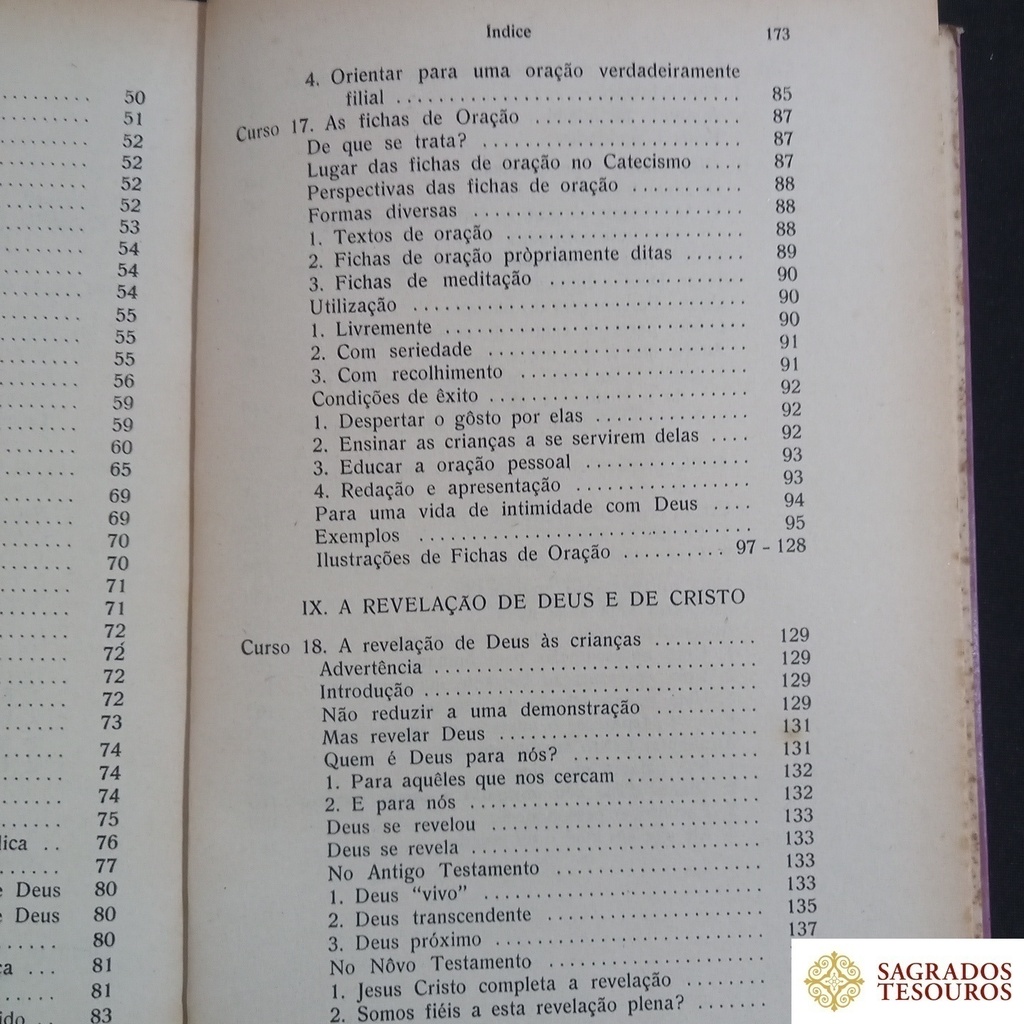 50
51
52
52
52
52
53
54
54
54
55
55
55
56
59
59
60
65
69
69
70
70
71
71
72
72
72
72
73
74
74
74
75
lica .. 76
77
e Deus 80
e Deus 80
80
ça ... 81
81
ido .. 83
Índice 173
4. Orientar para uma oração verdadeiramente
filial ................................ 85
Curso 17. As fichas de Oração .................... 87
De que se trata? ........................ 87
Lugar das fichas de oração no Catecismo .... 87
Perspectivas das fichas de oração ........... 88
Formas diversas ......................... 88
1. Textos de oração ...................... 88
2. Fichas de oração pròpriamente ditas ...... 89
3. Fichas de meditação .................. 90
Utilização ............................... 90
1. Livremente ............................ 90
2. Com seriedade ........................ 91
3. Com recolhimento ..................... 91
Condições de êxito ........................ 92
1. Despertar o gôsto por elas .............. 92
2. Ensinar as crianças a se servirem delas .... 92
3. Educar a oração pessoal ............... 93
4. Redação e apresentação ................ 93
Para uma vida de intimidade com Deus .... 94
Exemplos ............................... 95
Ilustrações de Fichas de Oração .......... 97 - 128
IX. A REVELAÇÃO DE DEUS E DE CRISTO
Curso 18. A revelação de Deus às crianças .......... 129
Advertência .............................. 129
Introdução ............................... 129
Não reduzir a uma demonstração .......... 129
Mas revelar Deus ........................ 131
Quem é Deus para nós? ................... 131
1. Para aquêles que nos cercam ............. 132
2. E para nós ............................ 132
Deus se revelou ......................... 133
Deus se revela ........................... 133
No Antigo Testamento ................... 133
1. Deus “vivo” .......................... 133
2. Deus transcendente .................... 135
3. Deus próximo ......................... 137
No Nôvo Testamento ...................
1. Jesus Cristo completa a revelação ........
2. Somos fiéis a esta revelação plena? .......
SAGRADOS
TESOUROS